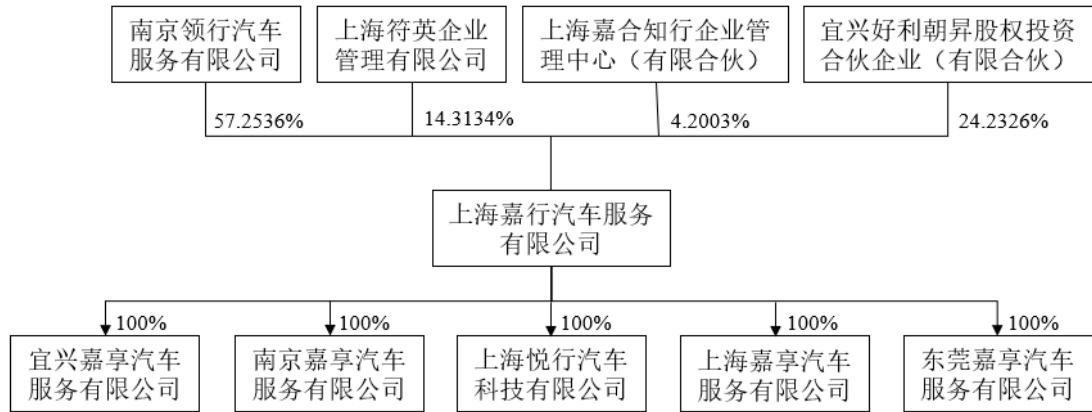 南京领行汽车
服务有限公司
上海符英企业
管理有限公司
上海嘉合知行企业管
理中心（有限合伙）
宜兴好利朝昇股权投资
合伙企业（有限合伙）
57.2536%
14.3134%
4.2003%
24.2326%
上海嘉行汽车服务
有限公司
100%
100%
100%
100%
100%
宜兴嘉享汽车
服务有限公司
南京嘉享汽车
服务有限公司
上海悦行汽车
科技有限公司
上海嘉享汽车
服务有限公司
东莞嘉享汽车
服务有限公司